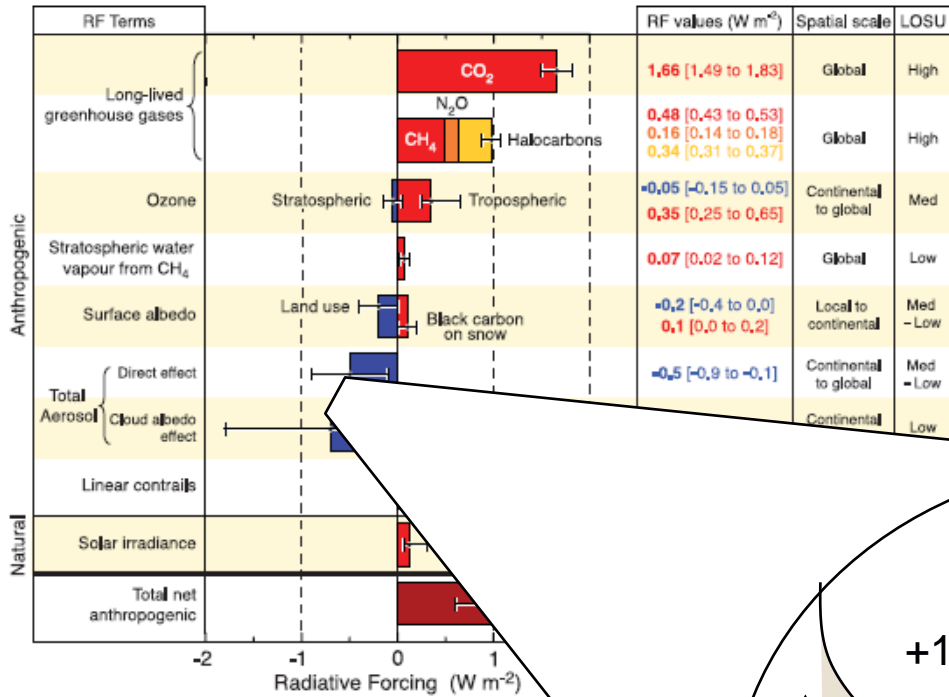 RF Terms
RF values (W m⁻²) Spatial scale LOSU
Anthropogenic
Long-lived
greenhouse gases
CO₂
1.66 [1.49 to 1.83] Global High
N₂O
CH₄
Halocarbons
0.48 [0.43 to 0.53]
0.16 [0.14 to 0.18]
0.34 [0.31 to 0.37]
Global High
Ozone
Stratospheric Tropospheric
-0.05 [-0.15 to 0.05]
0.35 [0.25 to 0.65]
Continental
to global
Med
Stratospheric water
vapour from CH₄
0.07 [0.02 to 0.12] Global Low
Surface albedo
Land use
Black carbon
on snow
-0.2 [-0.4 to 0.0]
0.1 [0.0 to 0.2]
Local to
continental
Med
- Low
Total
Aerosol
Direct effect
-0.5 [-0.9 to -0.1]
Continental
to global
Med
- Low
Cloud albedo
effect
Continental
Low
Linear contrails
Natural
Solar irradiance
Total net
anthropogenic
-2 -1 0 1
Radiative Forcing (W m⁻²)
+1